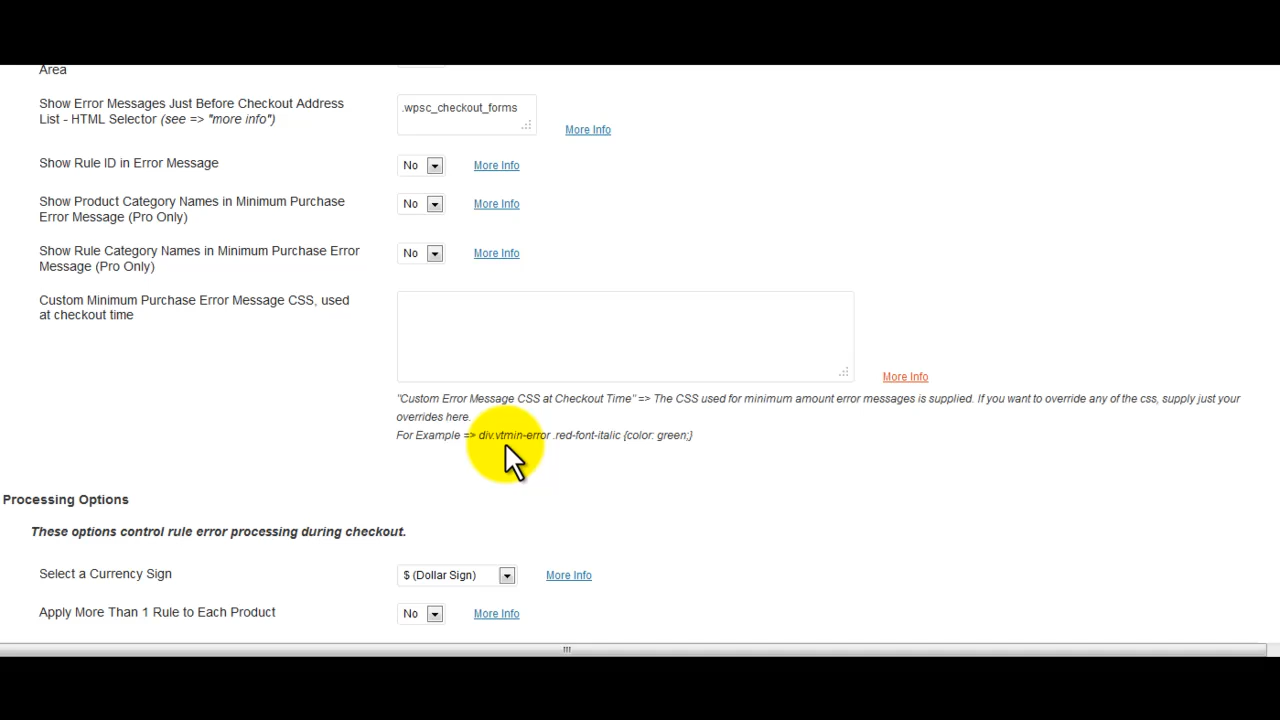 Area
Show Error Messages Just Before Checkout Address
List - HTML Selector (see => "more info")
.wpsc_checkout_forms
More Info
Show Rule ID in Error Message
No
More Info
Show Product Category Names in Minimum Purchase
Error Message (Pro Only)
No
More Info
Show Rule Category Names in Minimum Purchase Error
Message (Pro Only)
No
More Info
Custom Minimum Purchase Error Message CSS, used
at checkout time
More Info
"Custom Error Message CSS at Checkout Time" => The CSS used for minimum amount error messages is supplied. If you want to override any of the css, supply just your
overrides here.
For Example => div.vtmin-error .red-font-italic {color: green;}
Processing Options
These options control rule error processing during checkout.
Select a Currency Sign
$ (Dollar Sign)
More Info
Apply More Than 1 Rule to Each Product
No
More Info